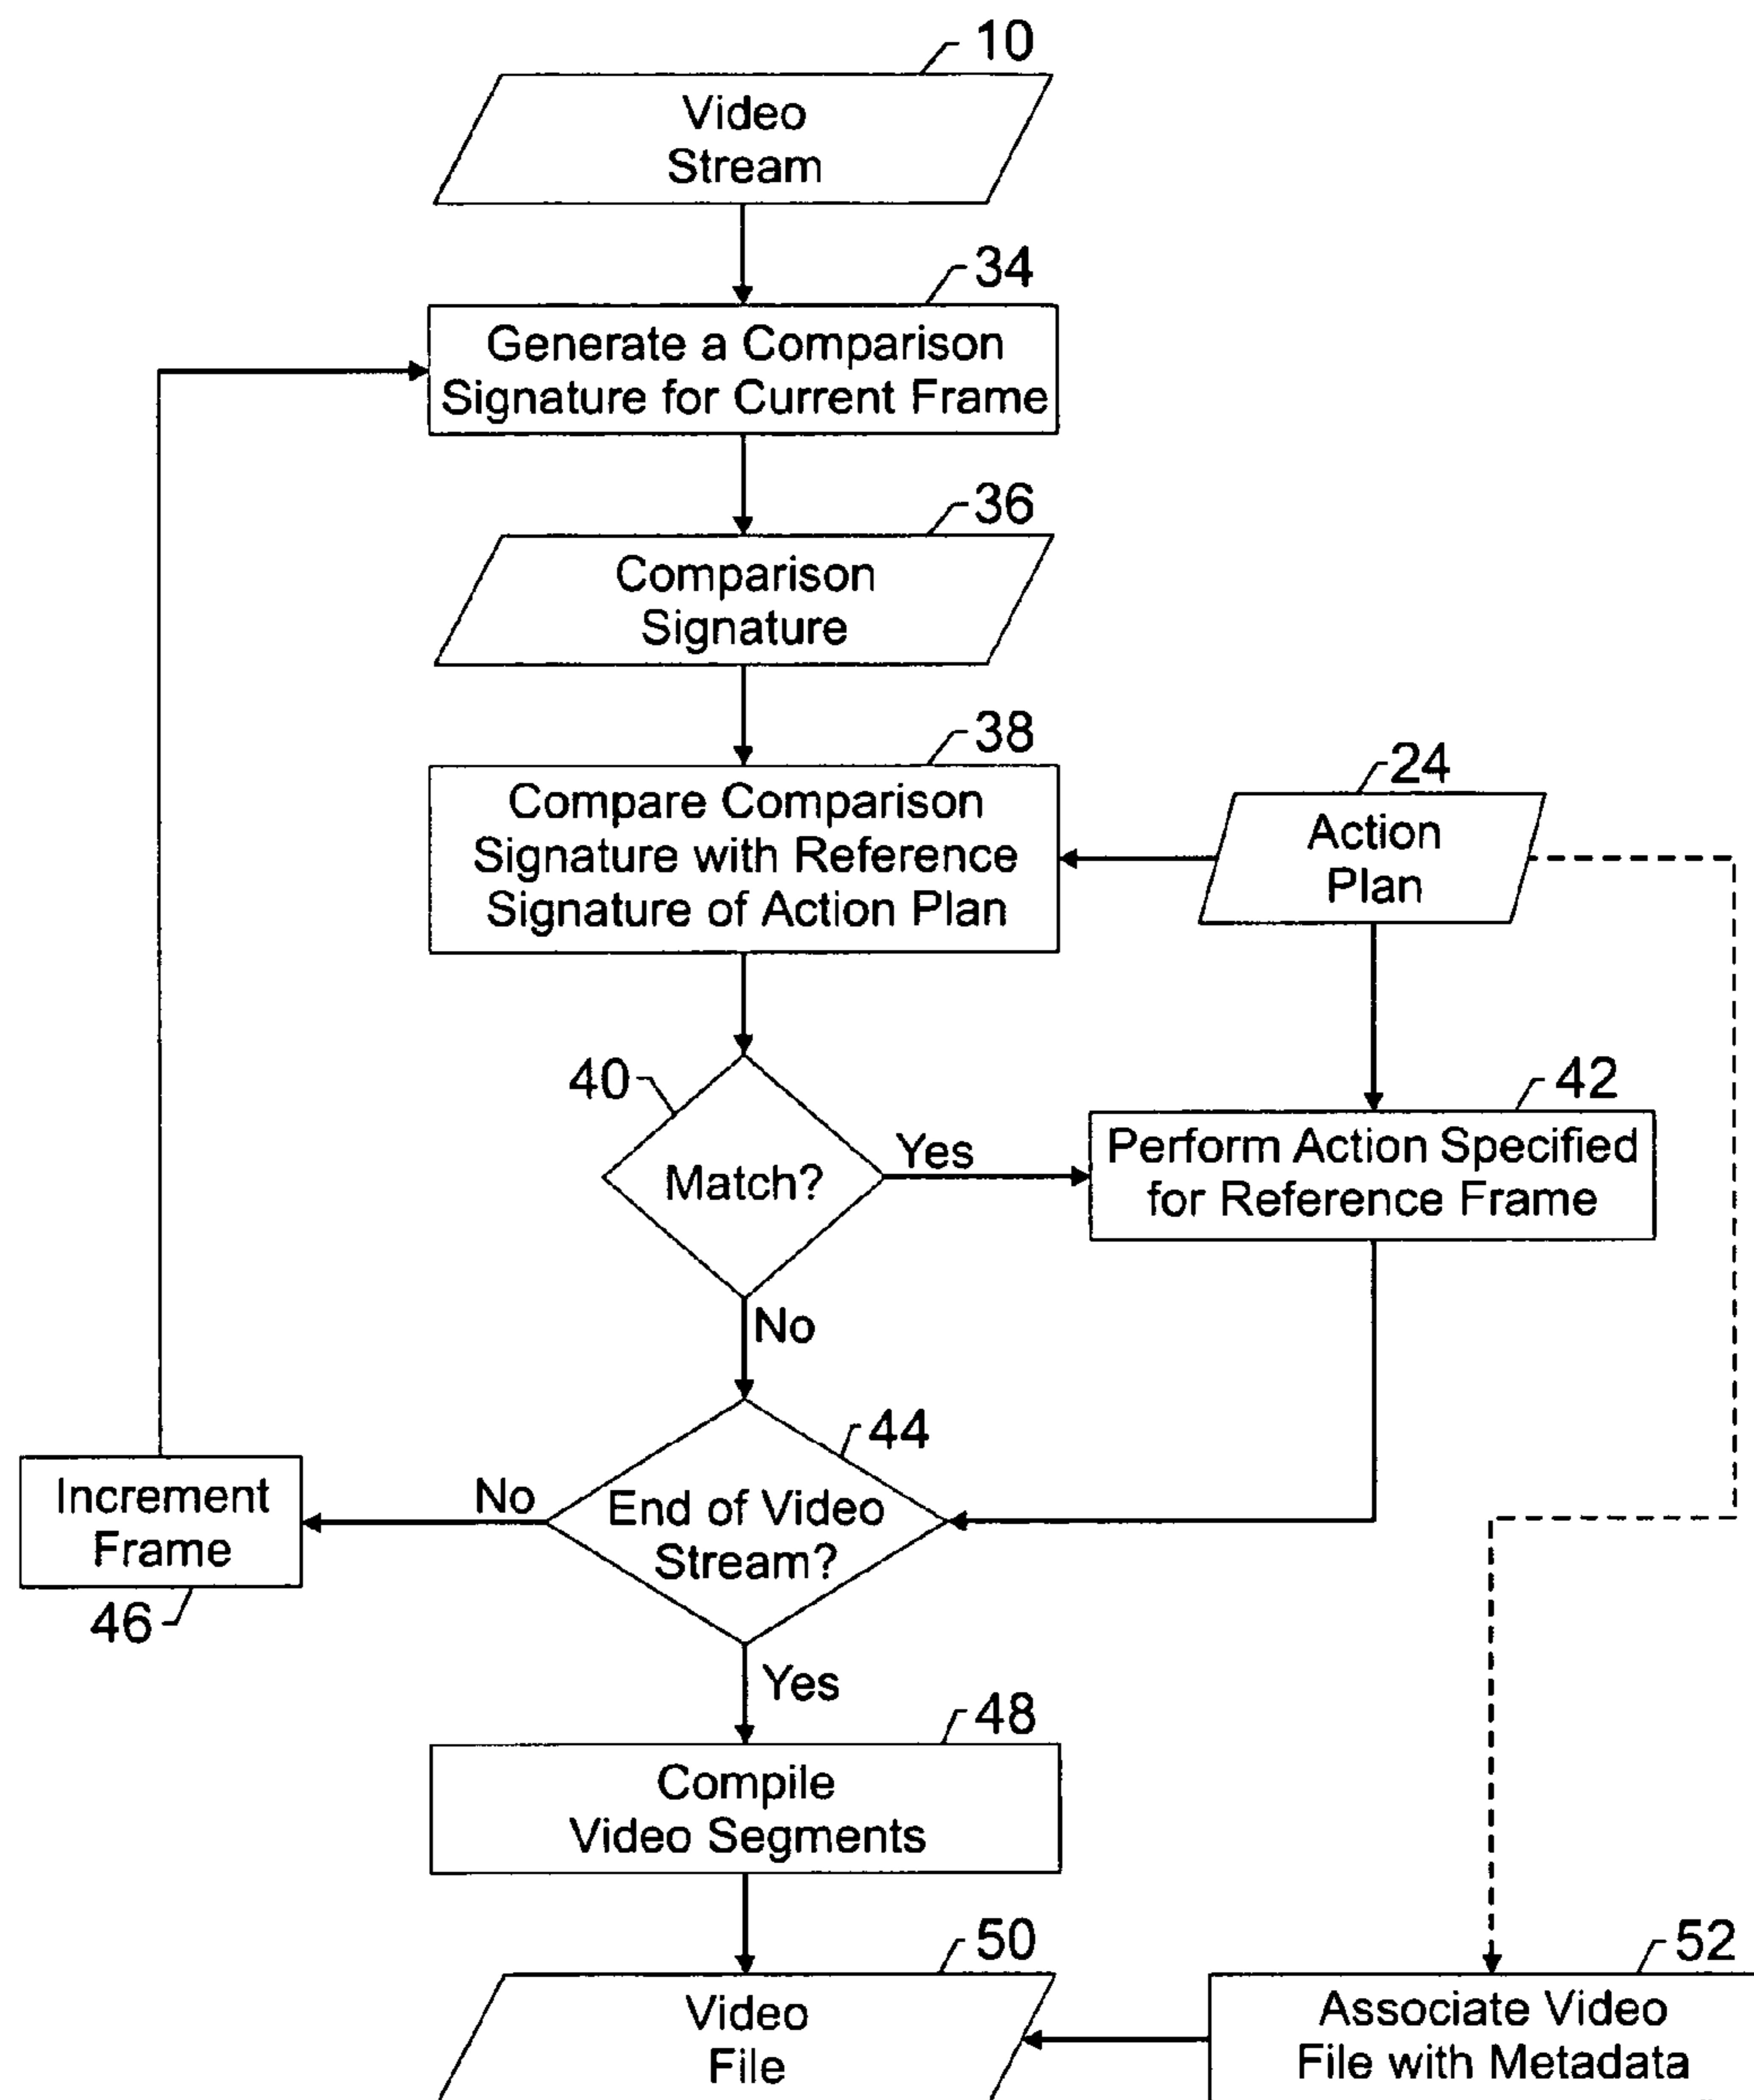 10
Video
Stream
34
Generate a Comparison
Signature for Current Frame
36
Comparison
Signature
38
Compare Comparison
Signature with Reference
Signature of Action Plan
24
Action
Plan
40
Match?
Yes
42
Perform Action Specified
for Reference Frame
No
44
End of Video
Stream?
No
Increment
Frame
46
Yes
48
Compile
Video Segments
50
Video
File
52
Associate Video
File with Metadata